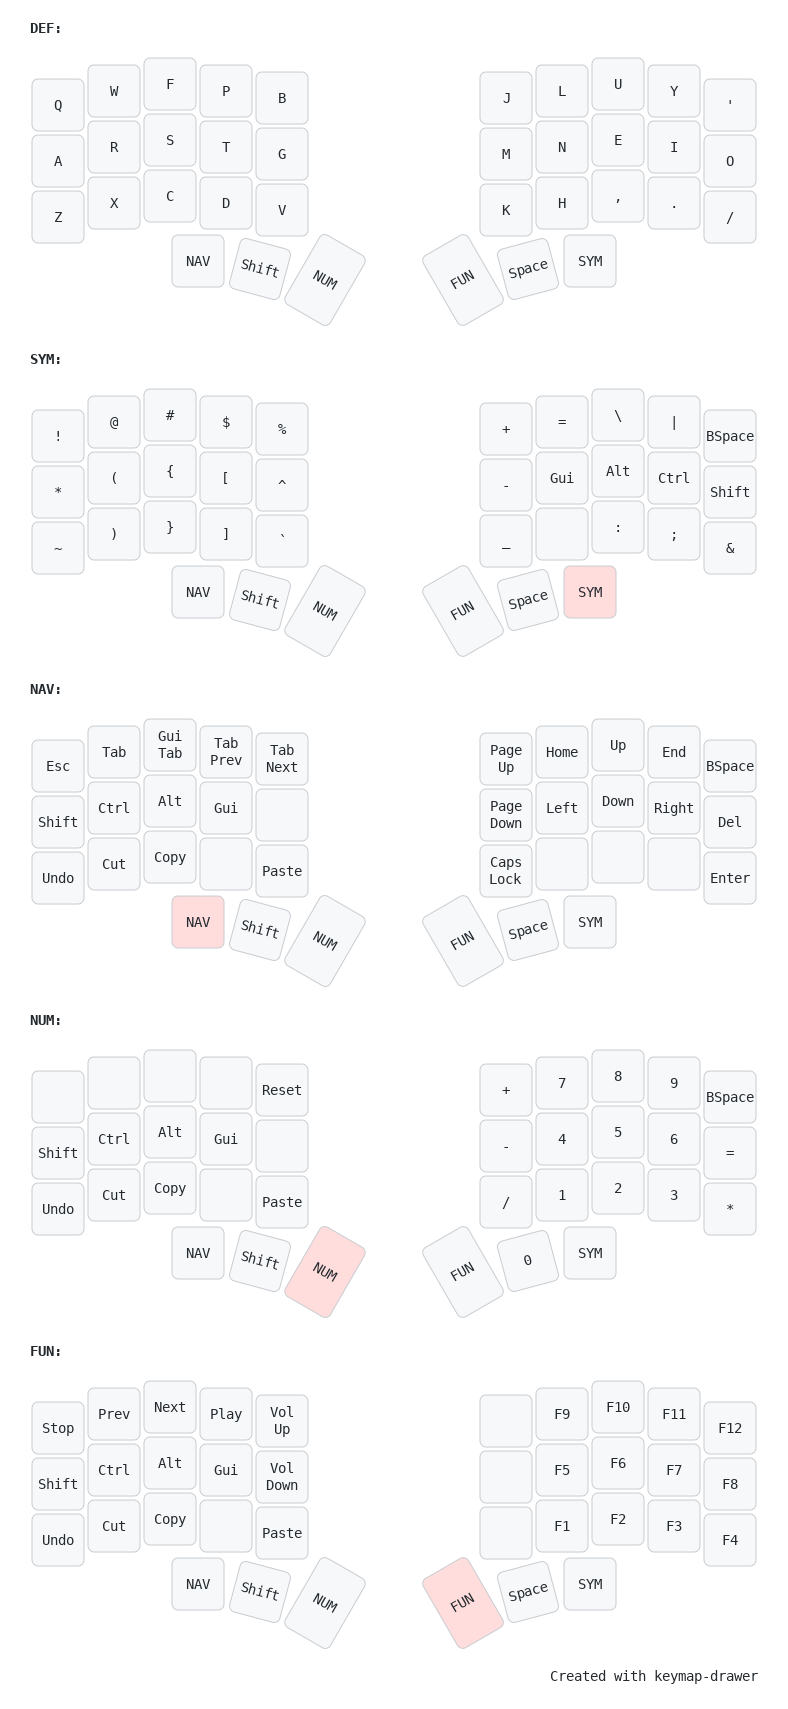 DEF:
Q W F P B J L U Y '
A R S T G M N E I O
Z X C D V K H , . /
NAV Shift NUM FUN Space SYM
SYM:
! @ # $ % + = \ | BSpace
* ( { [ ^ - Gui Alt Ctrl Shift
~ ) } ] ` _ : ; &
NAV Shift NUM FUN Space SYM
NAV:
Esc Tab Gui Tab Tab Prev Tab Next Page Up Home Up End BSpace
Shift Ctrl Alt Gui Page Down Left Down Right Del
Undo Cut Copy Paste Caps Lock Enter
NAV Shift NUM FUN Space SYM
NUM:
Reset + 7 8 9 BSpace
Shift Ctrl Alt Gui - 4 5 6 =
Undo Cut Copy Paste / 1 2 3 *
NAV Shift NUM FUN 0 SYM
FUN:
Stop Prev Next Play Vol Up F9 F10 F11 F12
Shift Ctrl Alt Gui Vol Down F5 F6 F7 F8
Undo Cut Copy Paste F1 F2 F3 F4
NAV Shift NUM FUN Space SYM
Created with keymap-drawer